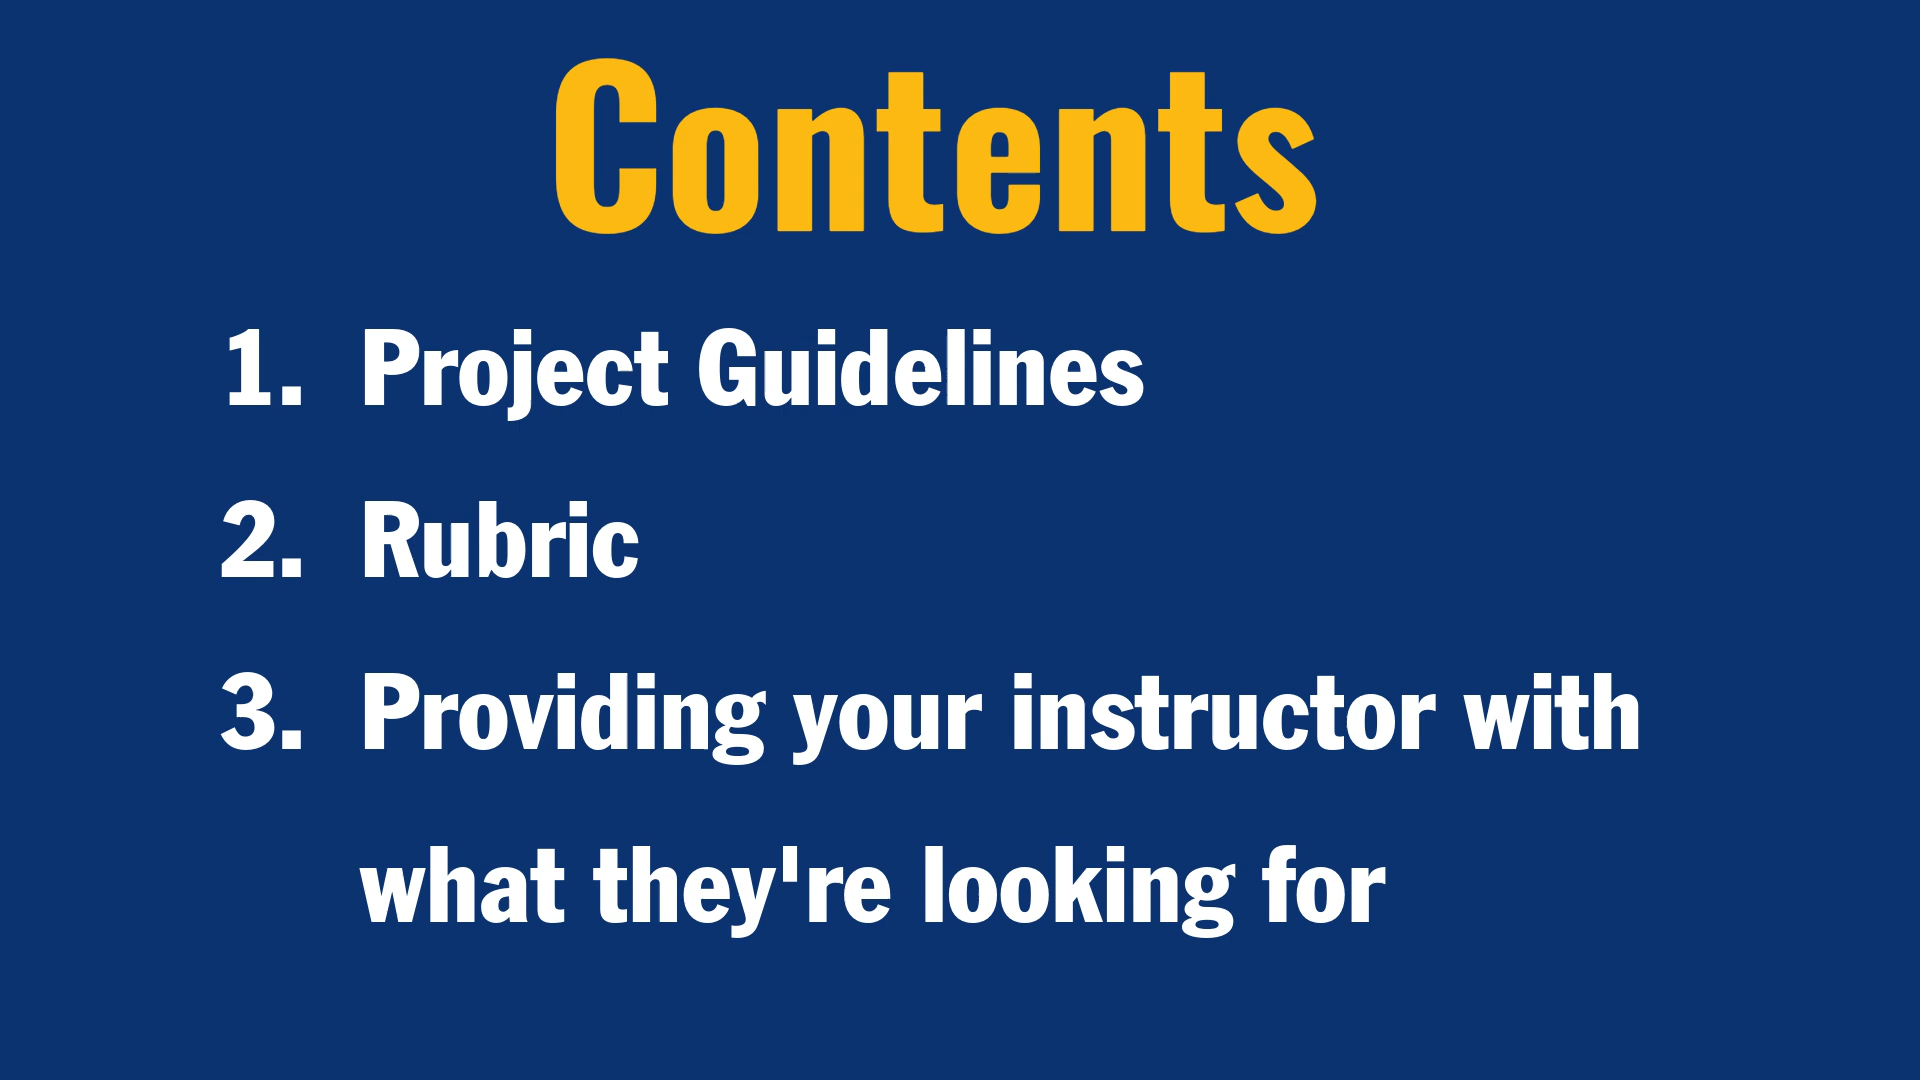 Contents
1. Project Guidelines
2. Rubric
3. Providing your instructor with
what they're looking for